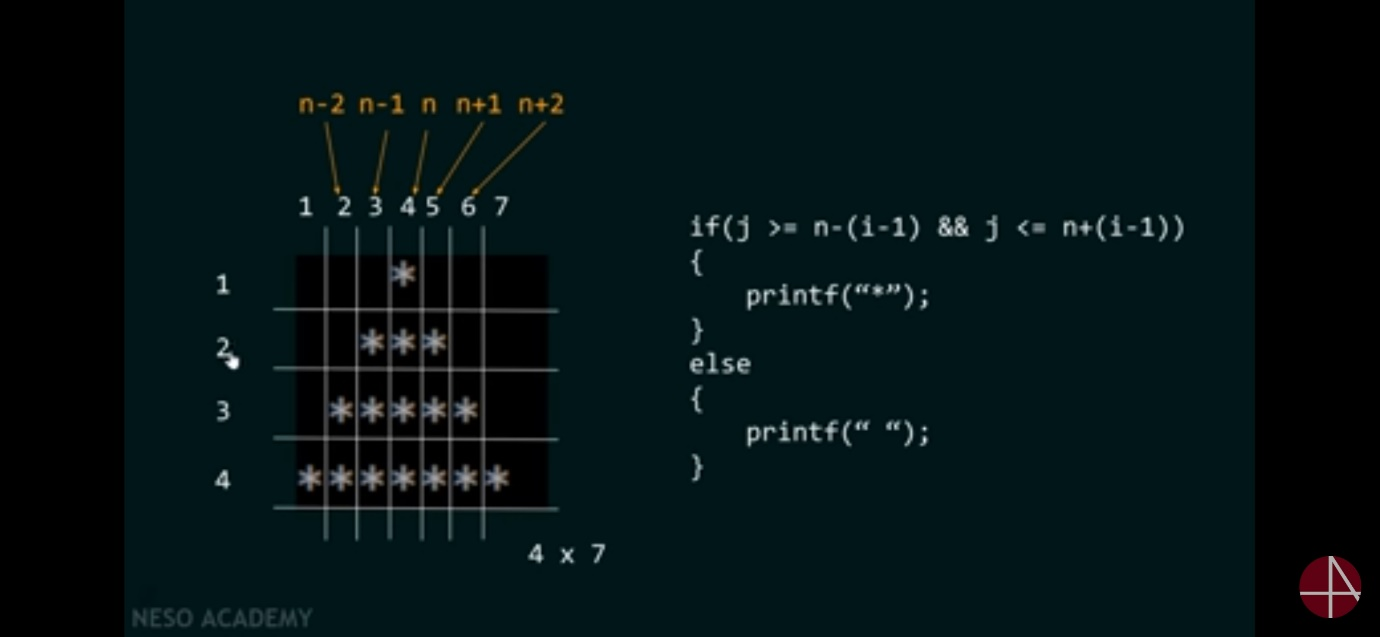 n-2 n-1 n n+1 n+2
1 2 3 4 5 6 7
1 *
2 ***
3 *****
4 *******
4 x 7
if(j >= n-(i-1) && j <= n+(i-1))
{
printf(“*”);
}
else
{
printf(“ “);
}
NESO ACADEMY